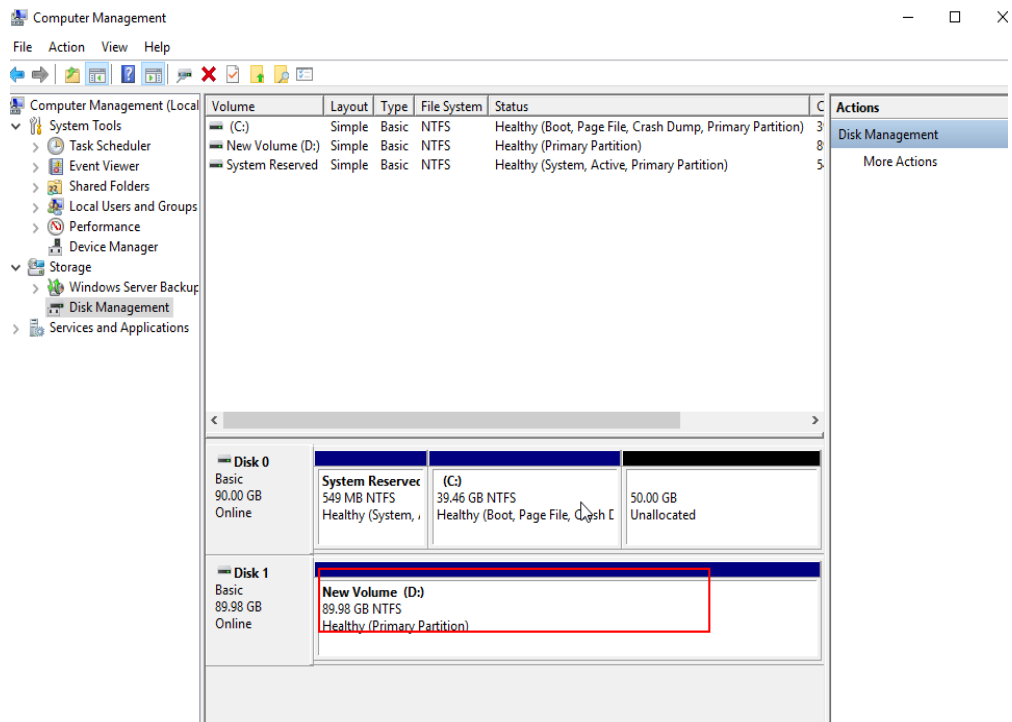 Computer Management
File Action View Help
Computer Management (Local
System Tools
Task Scheduler
Event Viewer
Shared Folders
Local Users and Groups
Performance
Device Manager
Storage
Windows Server Backup
Disk Management
Services and Applications
Volume Layout Type File System Status C
(C:) Simple Basic NTFS Healthy (Boot, Page File, Crash Dump, Primary Partition)
New Volume (D:) Simple Basic NTFS Healthy (Primary Partition)
System Reserved Simple Basic NTFS Healthy (System, Active, Primary Partition)
Disk 0
Basic
90.00 GB
Online
System Reserved
549 MB NTFS
Healthy (System,
(C:)
39.46 GB NTFS
Healthy (Boot, Page File, Crash D
50.00 GB
Unallocated
Disk 1
Basic
89.98 GB
Online
New Volume (D:)
89.98 GB NTFS
Healthy (Primary Partition)
Actions
Disk Management
More Actions